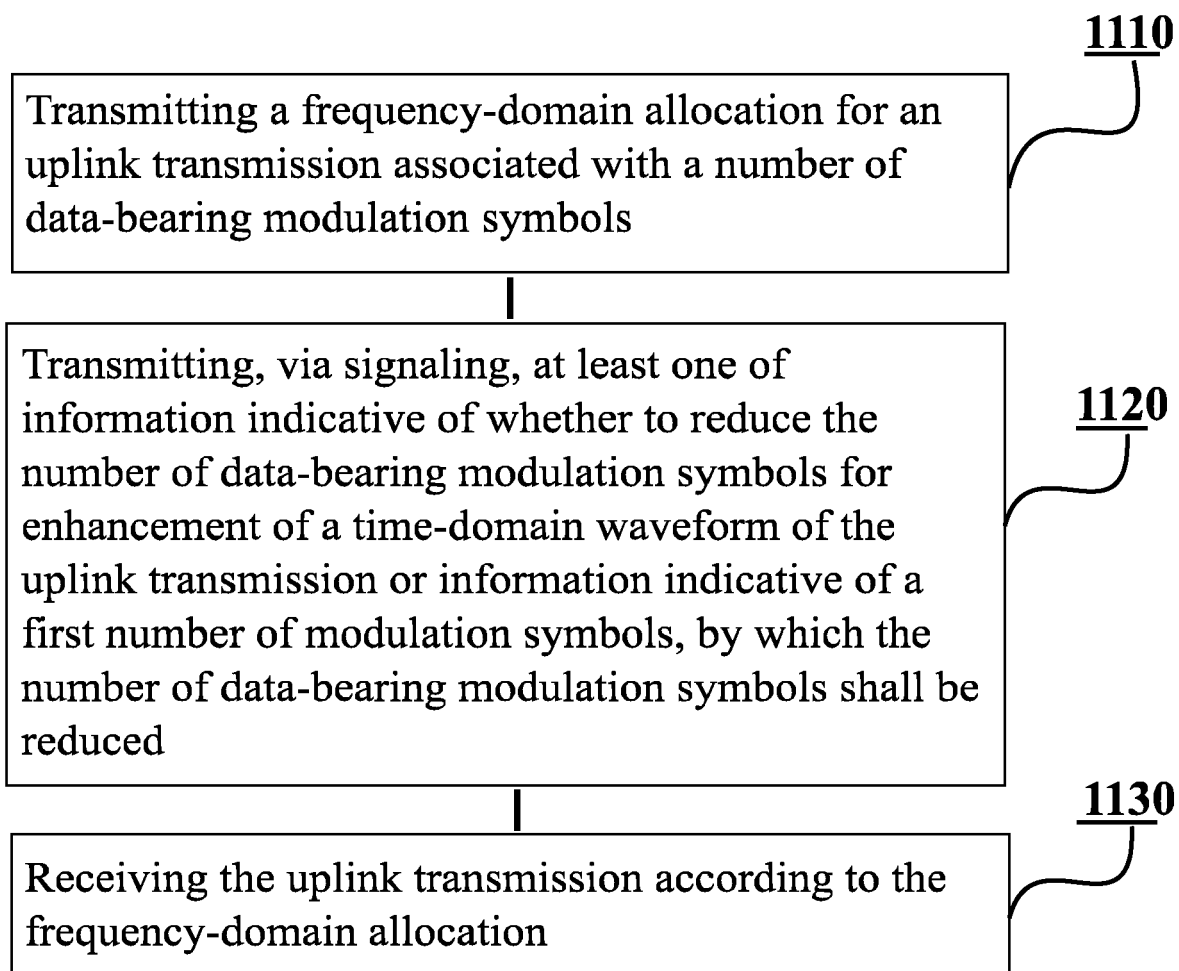 1110
Transmitting a frequency-domain allocation for an
uplink transmission associated with a number of
data-bearing modulation symbols
Transmitting, via signaling, at least one of
information indicative of whether to reduce the
number of data-bearing modulation symbols for
enhancement of a time-domain waveform of the
uplink transmission or information indicative of a
first number of modulation symbols, by which the
number of data-bearing modulation symbols shall be
reduced
1120
1130
Receiving the uplink transmission according to the
frequency-domain allocation